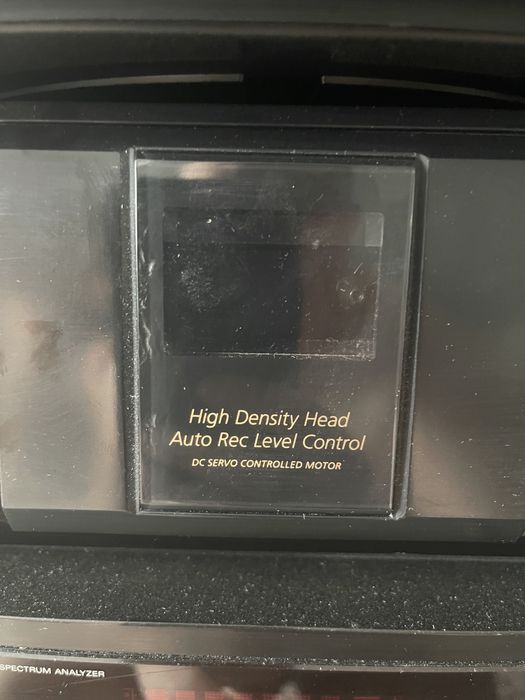 High Density Head
Auto Rec Level Control
DC SERVO CONTROLLED MOTOR
SPECTRUM ANALYZER